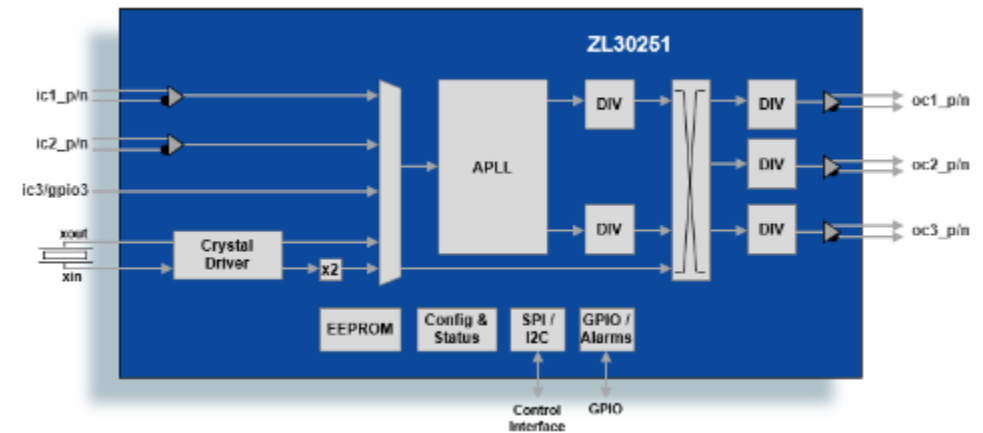 ZL30251
ic1_p/n
ic2_p/n
ic3/gpio3
xout
xin
Crystal
Driver
x2
APLL
DIV
DIV
DIV
DIV
DIV
oc1_p/n
oc2_p/n
oc3_p/n
EEPROM
Config &
Status
SPI /
I2C
GPIO /
Alarms
Control
Interface
GPIO